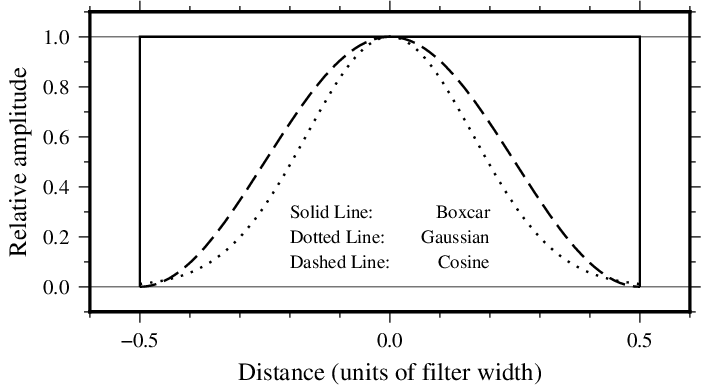 1.0
0.8
0.6
0.4
0.2
0.0
Relative amplitude
Solid Line: Boxcar
Dotted Line: Gaussian
Dashed Line: Cosine
−0.5 0.0 0.5
Distance (units of filter width)